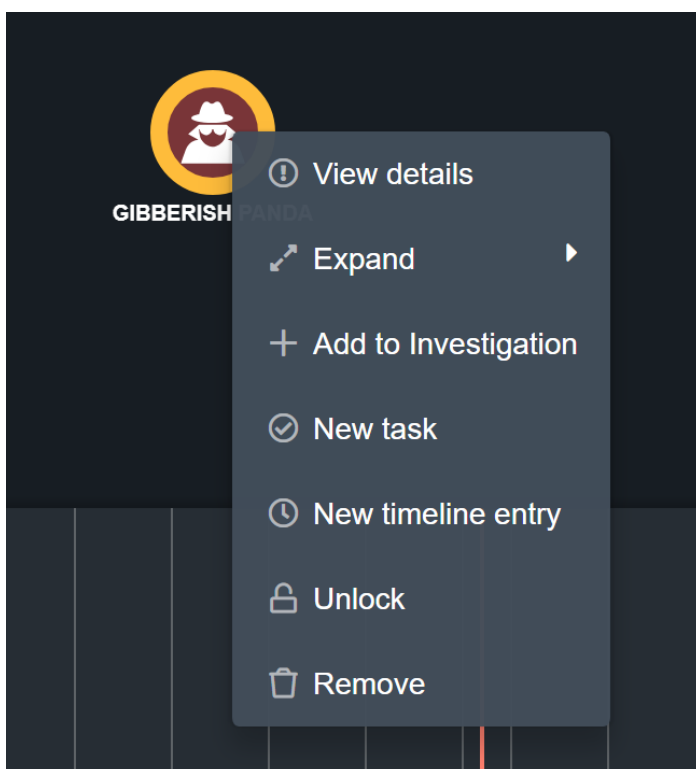 GIBBERISH PANDA
View details
Expand
Add to Investigation
New task
New timeline entry
Unlock
Remove